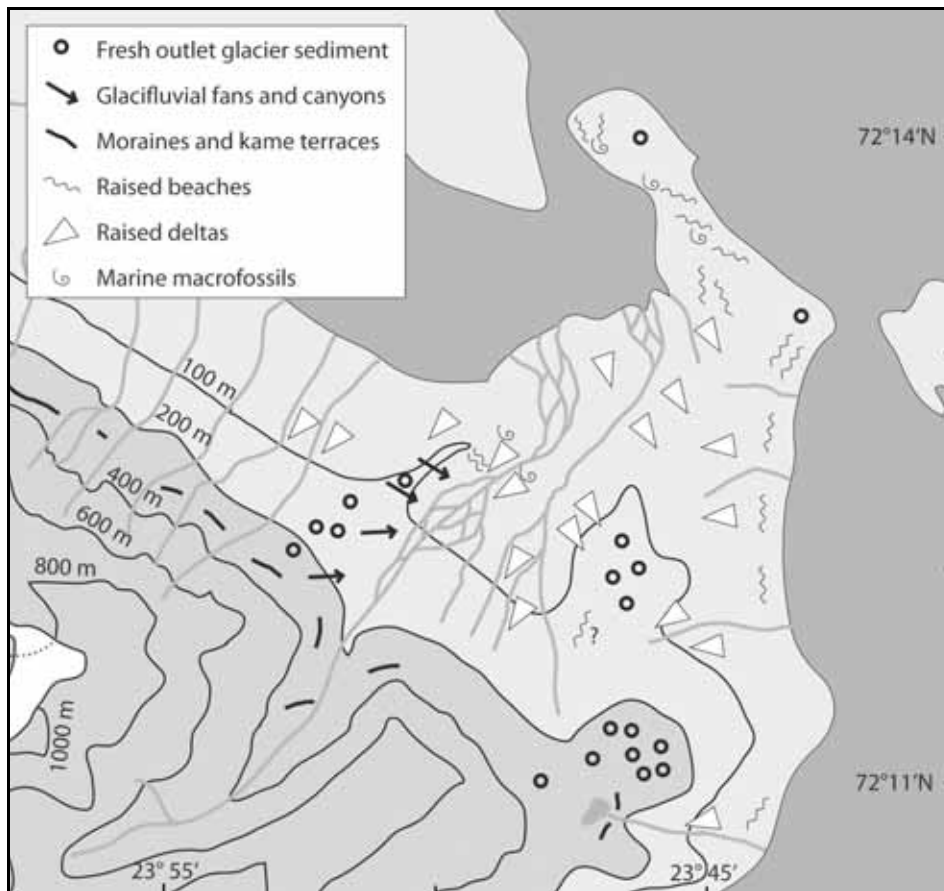 Fresh outlet glacier sediment
Glacifluvial fans and canyons
Moraines and kame terraces
Raised beaches
Raised deltas
Marine macrofossils
72°14'N
100 m
200 m
400 m
600 m
800 m
1000 m
?
72°11'N
23° 55'
23° 45'